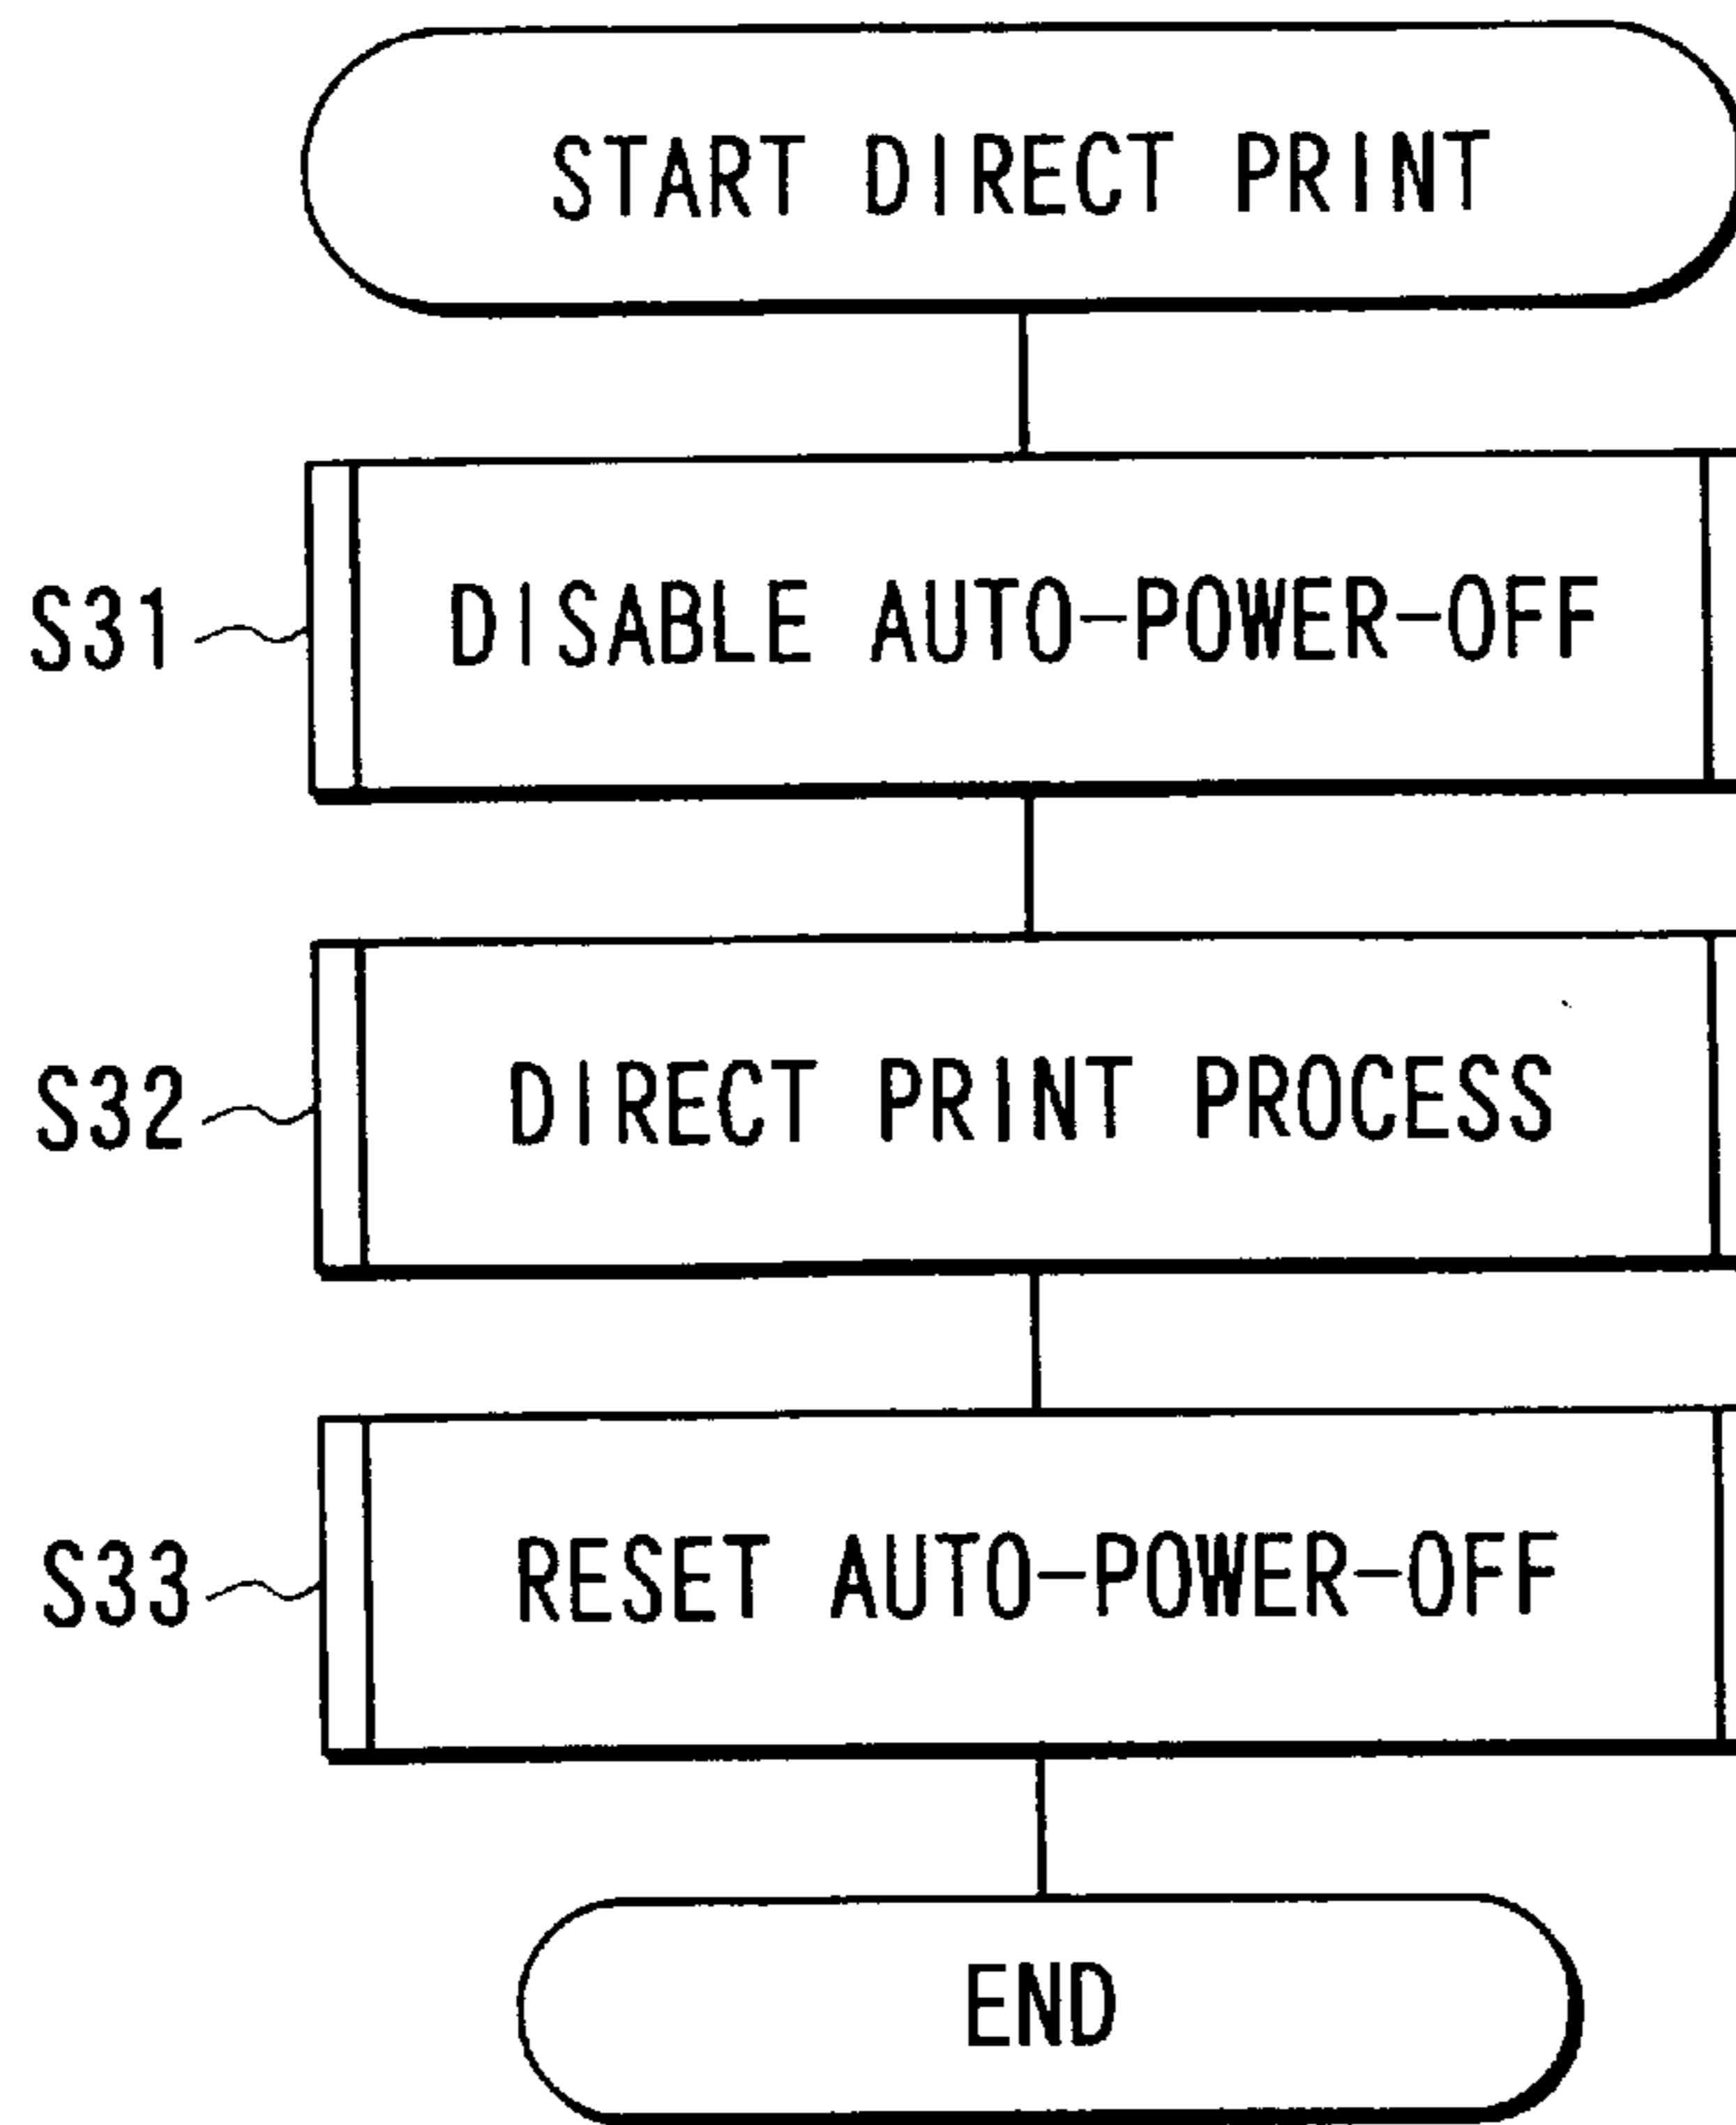 START DIRECT PRINT
S31 DISABLE AUTO-POWER-OFF
S32 DIRECT PRINT PROCESS
S33 RESET AUTO-POWER-OFF
END